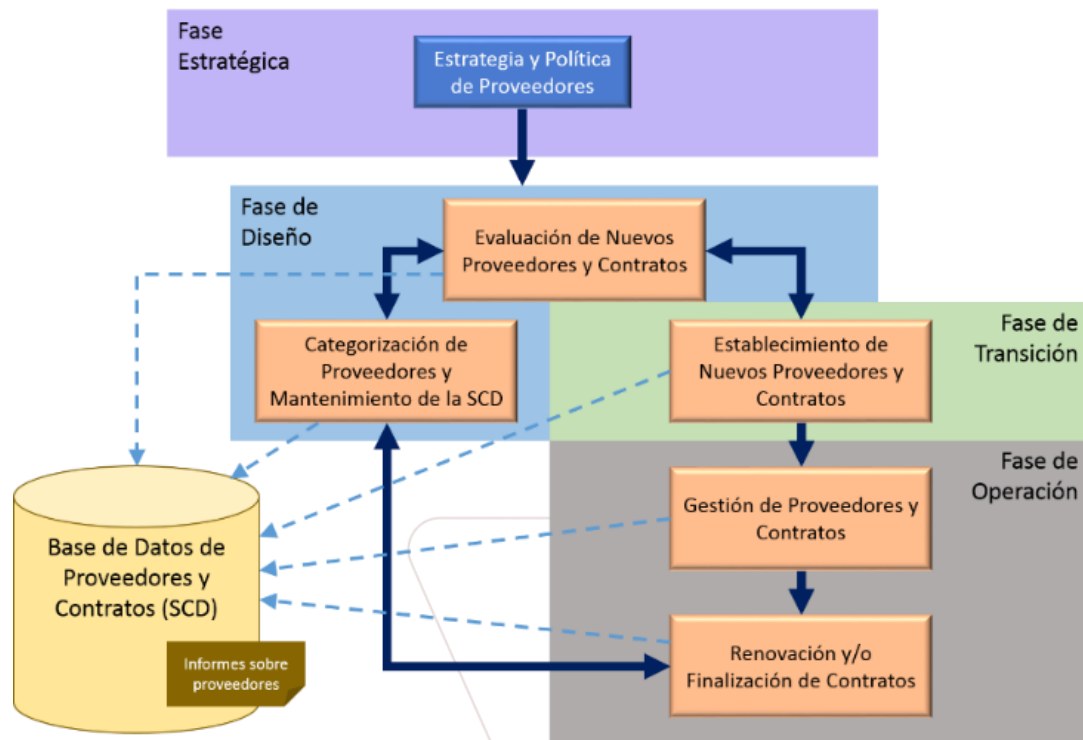 Fase
Estratégica
Estrategia y Política
de Proveedores
Fase de
Diseño
Evaluación de Nuevos
Proveedores y Contratos
Categorización de
Proveedores y
Mantenimiento de la SCD
Fase de
Transición
Establecimiento de
Nuevos Proveedores y
Contratos
Fase de
Operación
Gestión de Proveedores y
Contratos
Base de Datos de
Proveedores y
Contratos (SCD)
Informes sobre
proveedores
Renovación y/o
Finalización de Contratos